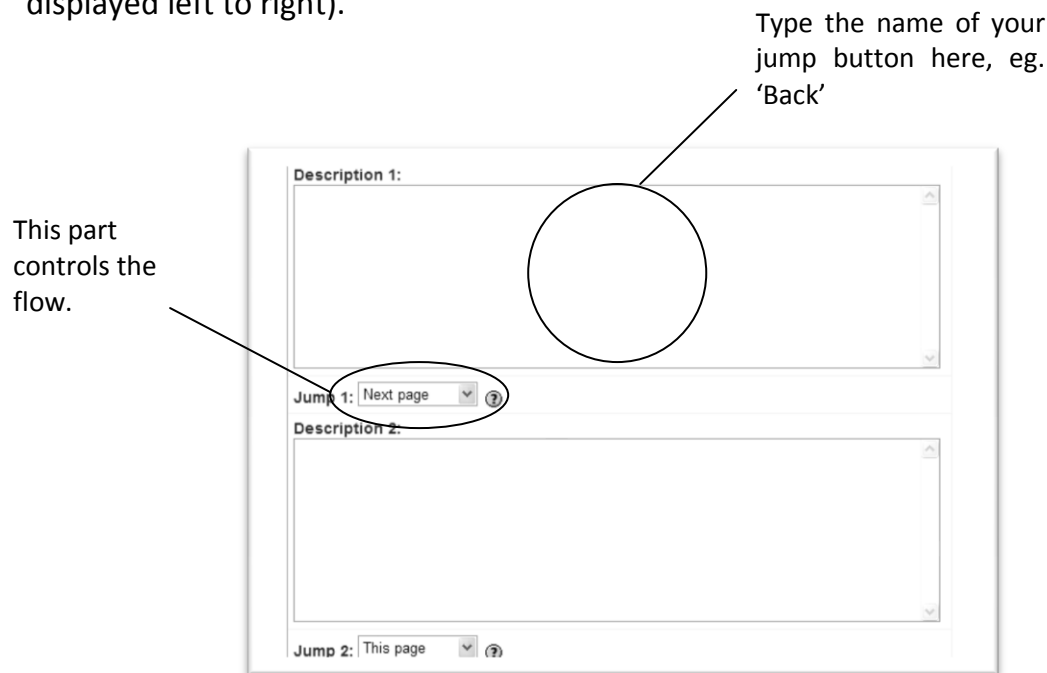 displayed left to right).
Type the name of your
jump button here, eg.
‘Back’
Description 1:
This part
controls the
flow.
Jump 1: Next page
Description 2:
Jump 2: This page